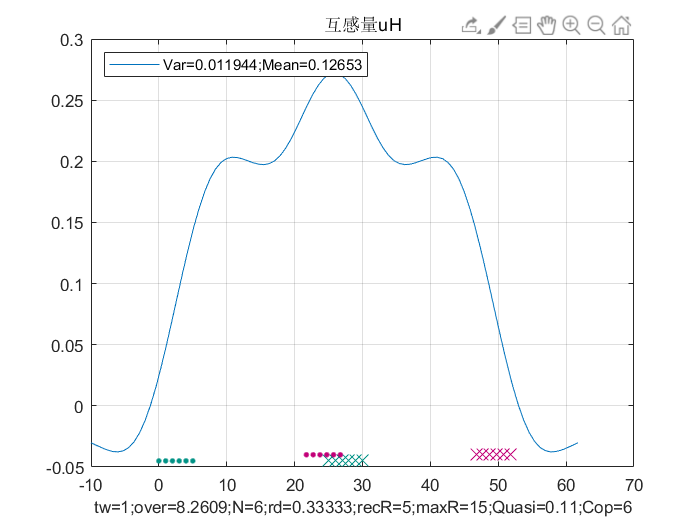 互感量uH
Var=0.011944;Mean=0.12653
0.3
0.25
0.2
0.15
0.1
0.05
0
-0.05
-10 0 10 20 30 40 50 60 70
tw=1;over=8.2609;N=6;rd=0.33333;recR=5;maxR=15;Quasi=0.11;Cop=6